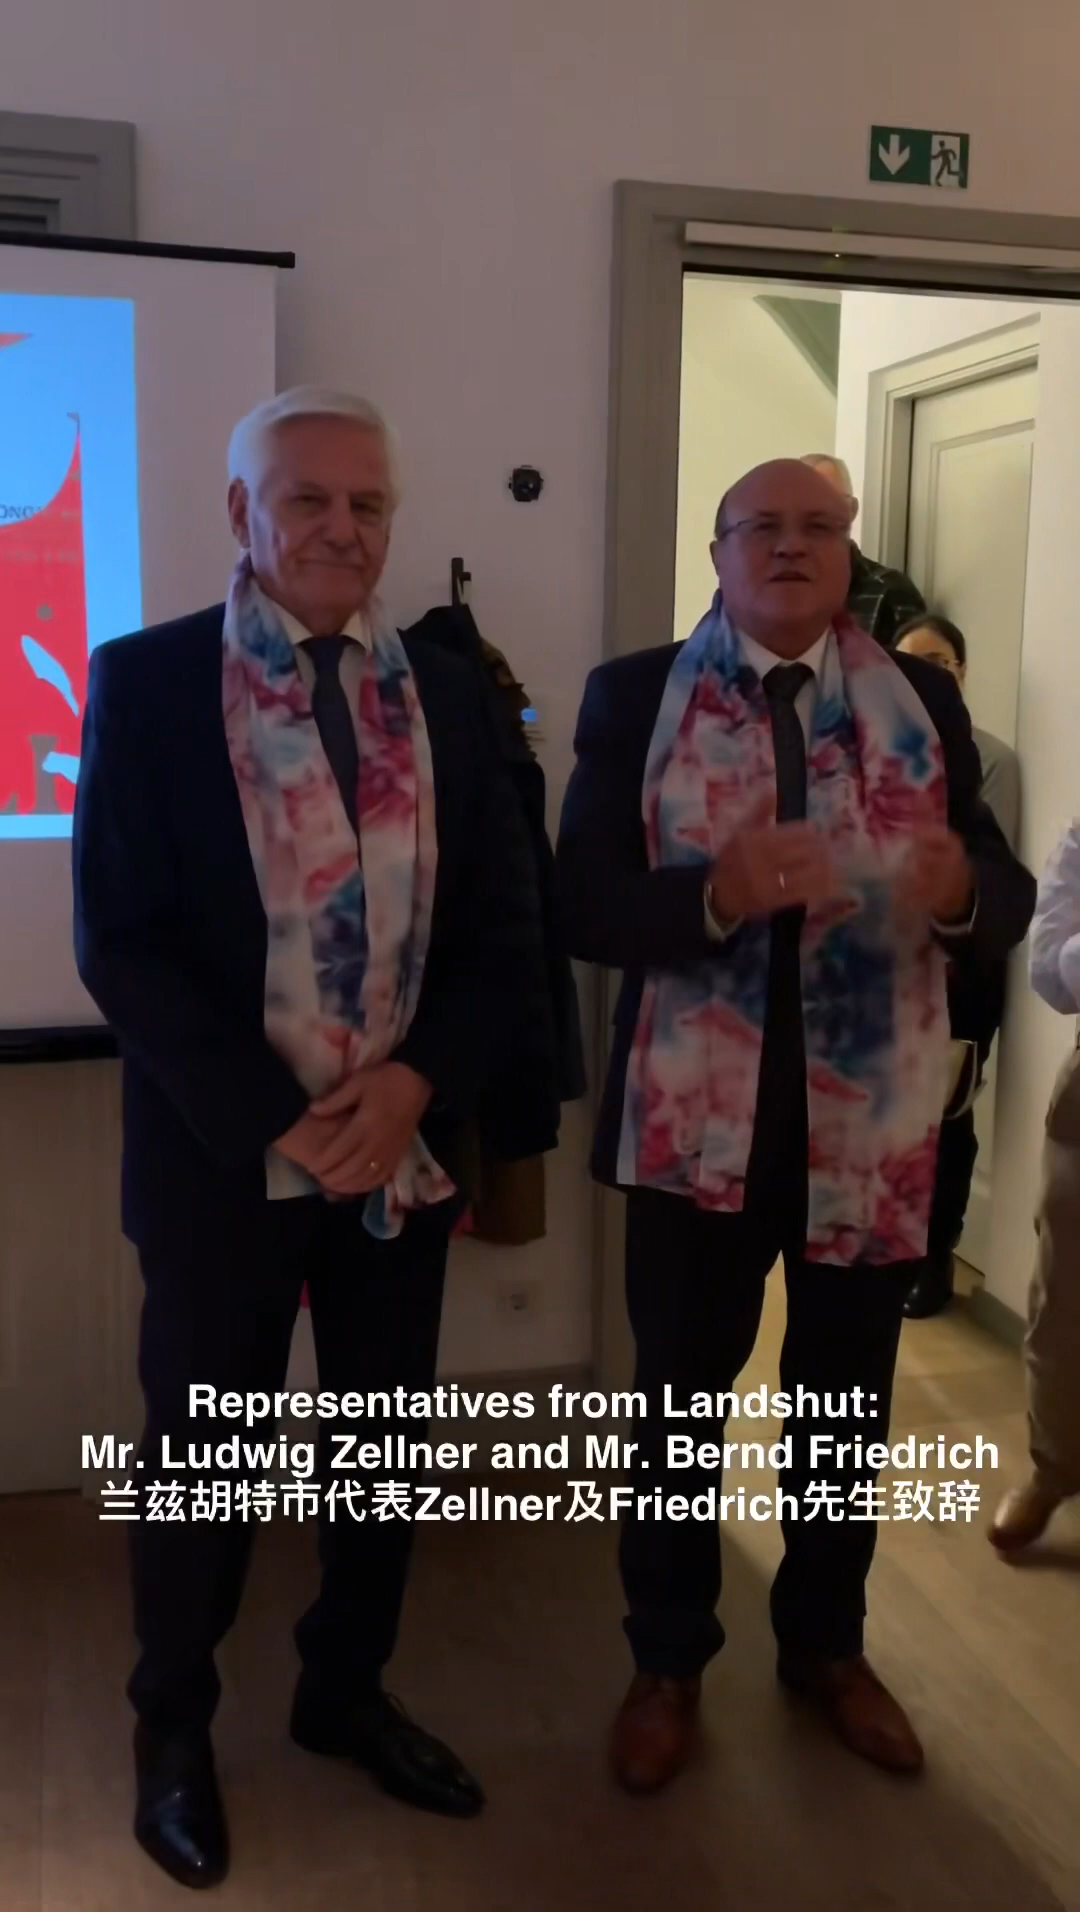 Representatives from Landshut:
Mr. Ludwig Zellner and Mr. Bernd Friedrich
兰兹胡特市代表Zellner及Friedrich先生致辞